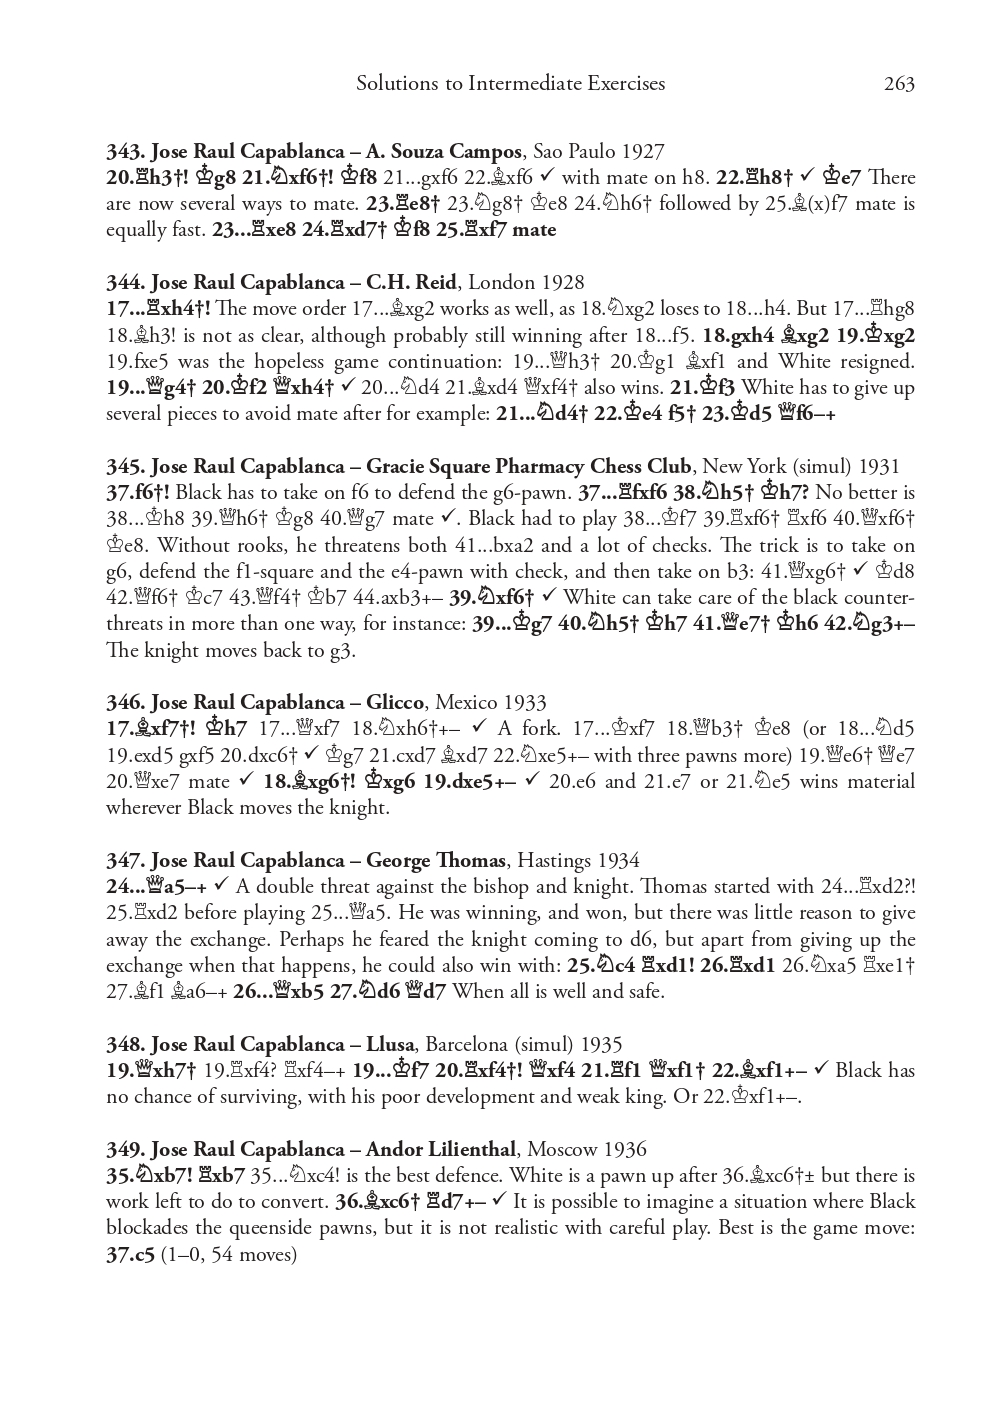 Solutions to Intermediate Exercises 263
343. Jose Raul Capablanca – A. Souza Campos, Sao Paulo 1927
20.♖h3†! ♔g8 21.♘xf6†! ♔f8 21...gxf6 22.♗xf6 ✓ with mate on h8. 22.♖h8† ✓ ♔e7 There
are now several ways to mate. 23.♖e8† 23.♘g8† ♔e8 24.♘h6† followed by 25.♗(x)f7 mate is
equally fast. 23...♖xe8 24.♖xd7† ♔f8 25.♖xf7 mate
344. Jose Raul Capablanca – C.H. Reid, London 1928
17...♖xh4†! The move order 17...♗xg2 works as well, as 18.♘xg2 loses to 18...h4. But 17...♖hg8
18.♗h3! is not as clear, although probably still winning after 18...f5. 18.gxh4 ♗xg2 19.♔xg2
19.fxe5 was the hopeless game continuation: 19...♕h3† 20.♔g1 ♗xf1 and White resigned.
19...♕g4† 20.♔f2 ♕xh4† ✓ 20...♘d4 21.♗xd4 ♕xf4† also wins. 21.♔f3 White has to give up
several pieces to avoid mate after for example: 21...♘d4† 22.♔e4 f5† 23.♔d5 ♕f6–+
345. Jose Raul Capablanca – Gracie Square Pharmacy Chess Club, New York (simul) 1931
37.f6†! Black has to take on f6 to defend the g6-pawn. 37...♖fxf6 38.♘h5† ♔h7? No better is
38...♔h8 39.♕h6† ♔g8 40.♕g7 mate ✓. Black had to play 38...♔f7 39.♖xf6† ♖xf6 40.♕xf6†
♔e8. Without rooks, he threatens both 41...bxa2 and a lot of checks. The trick is to take on
g6, defend the f1-square and the e4-pawn with check, and then take on b3: 41.♕xg6† ✓ ♔d8
42.♕f6† ♔c7 43.♕f4† ♔b7 44.axb3+– 39.♘xf6† ✓ White can take care of the black counter-
threats in more than one way, for instance: 39...♔g7 40.♘h5† ♔h7 41.♕e7† ♔h6 42.♘g3+–
The knight moves back to g3.
346. Jose Raul Capablanca – Glicco, Mexico 1933
17.♗xf7†! ♔h7 17...♕xf7 18.♘xh6†+– ✓ A fork. 17...♔xf7 18.♕b3† ♔e8 (or 18...♘d5
19.exd5 gxf5 20.dxc6† ✓ ♔g7 21.cxd7 ♗xd7 22.♘xe5+– with three pawns more) 19.♕e6† ♕e7
20.♕xe7 mate ✓ 18.♗xg6†! ♔xg6 19.dxe5+– ✓ 20.e6 and 21.e7 or 21.♘e5 wins material
wherever Black moves the knight.
347. Jose Raul Capablanca – George Thomas, Hastings 1934
24...♕a5–+ ✓ A double threat against the bishop and knight. Thomas started with 24...♖xd2?!
25.♖xd2 before playing 25...♕a5. He was winning, and won, but there was little reason to give
away the exchange. Perhaps he feared the knight coming to d6, but apart from giving up the
exchange when that happens, he could also win with: 25.♘c4 ♖xd1! 26.♖xd1 26.♘xa5 ♖xe1†
27.♗f1 ♗a6–+ 26...♕xb5 27.♘d6 ♕d7 When all is well and safe.
348. Jose Raul Capablanca – Llusa, Barcelona (simul) 1935
19.♕xh7† 19.♖xf4? ♖xf4–+ 19...♔f7 20.♖xf4†! ♕xf4 21.♖f1 ♕xf1† 22.♗xf1+– ✓ Black has
no chance of surviving, with his poor development and weak king. Or 22.♔xf1+–.
349. Jose Raul Capablanca – Andor Lilienthal, Moscow 1936
35.♘xb7! ♖xb7 35...♘xc4! is the best defence. White is a pawn up after 36.♗xc6†± but there is
work left to do to convert. 36.♗xc6† ♖d7+– ✓ It is possible to imagine a situation where Black
blockades the queenside pawns, but it is not realistic with careful play. Best is the game move:
37.c5 (1–0, 54 moves)